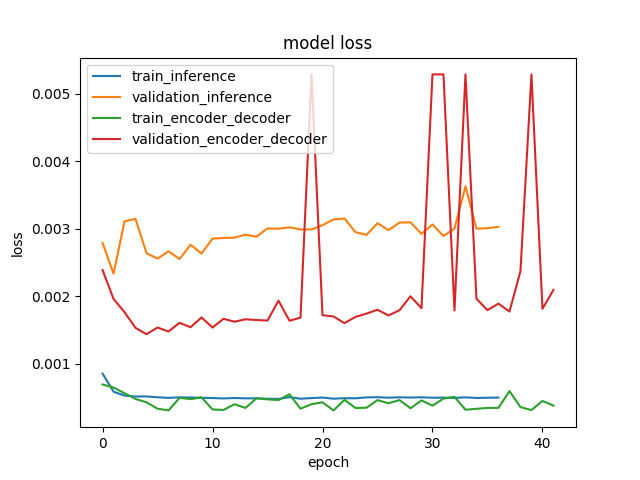 model loss
train_inference
validation_inference
train_encoder_decoder
validation_encoder_decoder
0.005
0.004
0.003
0.002
0.001
loss
0 10 20 30 40
epoch